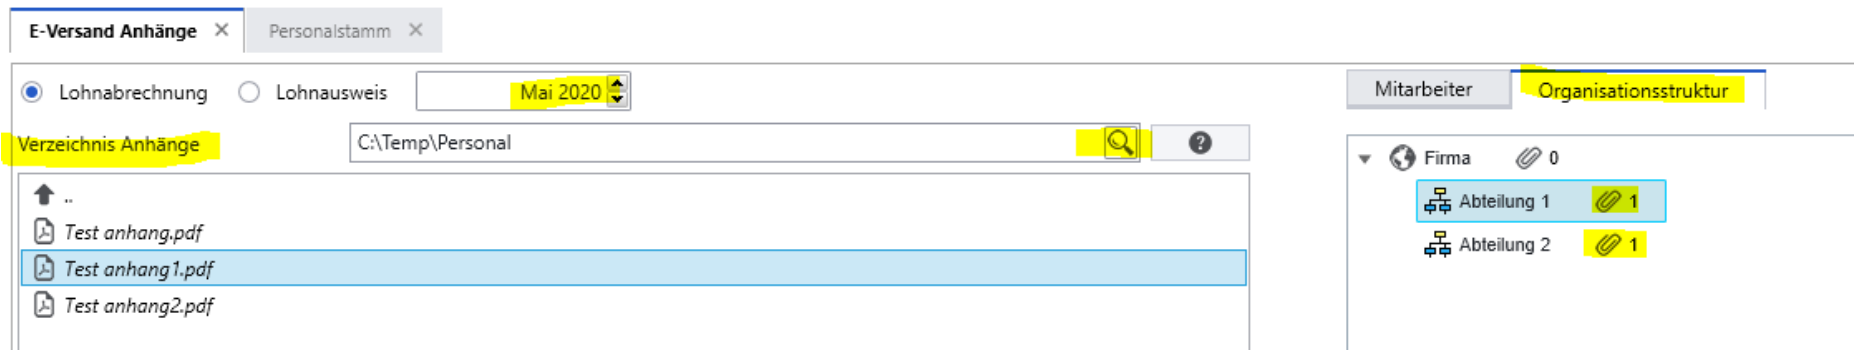 E-Versand Anhänge
Personalstamm
Lohnabrechnung
Lohnausweis
Mai 2020
Verzeichnis Anhänge
C:\Temp\Personal
..
Test anhang.pdf
Test anhang1.pdf
Test anhang2.pdf
Mitarbeiter
Organisationsstruktur
Firma 0
Abteilung 1 1
Abteilung 2 1